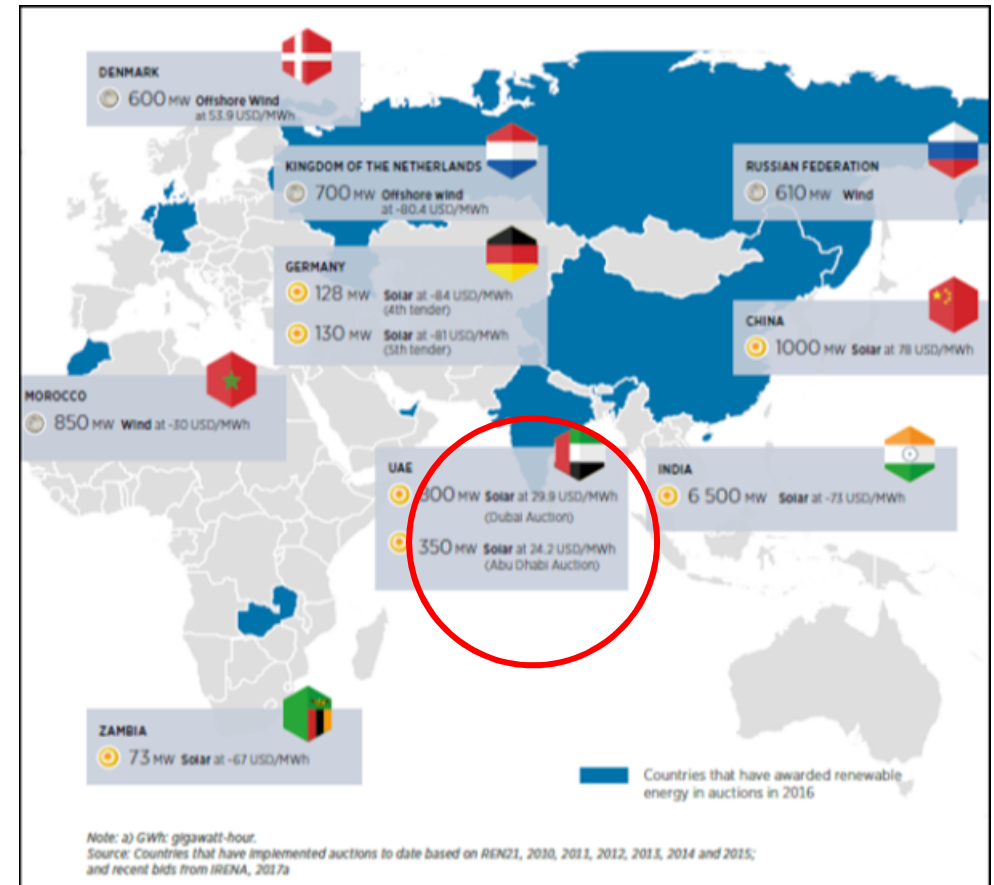 DENMARK
600 MW Offshore Wind
at 53.9 USD/MWh
KINGDOM OF THE NETHERLANDS
700 MW Offshore wind
at ~80.4 USD/MWh
RUSSIAN FEDERATION
610 MW Wind
GERMANY
128 MW Solar at ~84 USD/MWh
(4th tender)
130 MW Solar at ~81 USD/MWh
(5th tender)
CHINA
1000 MW Solar at 78 USD/MWh
MOROCCO
850 MW Wind at ~30 USD/MWh
UAE
800 MW Solar at 29.9 USD/MWh
(Dubai Auction)
350 MW Solar at 24.2 USD/MWh
(Abu Dhabi Auction)
INDIA
6 500 MW Solar at ~73 USD/MWh
ZAMBIA
73 MW Solar at ~67 USD/MWh
Countries that have awarded renewable
energy in auctions in 2016
Note: a) GWh: gigawatt-hour.
Source: Countries that have implemented auctions to date based on REN21, 2010, 2011, 2012, 2013, 2014 and 2015;
and recent bids from IRENA, 2017a